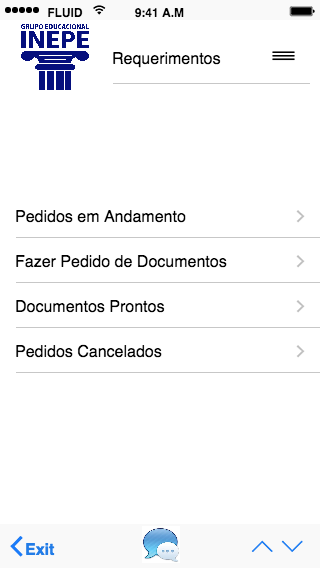 FLUID 9:41 A.M
GRUPO EDUCACIONAL
INEPE
Requerimentos
Pedidos em Andamento
Fazer Pedido de Documentos
Documentos Prontos
Pedidos Cancelados
Exit